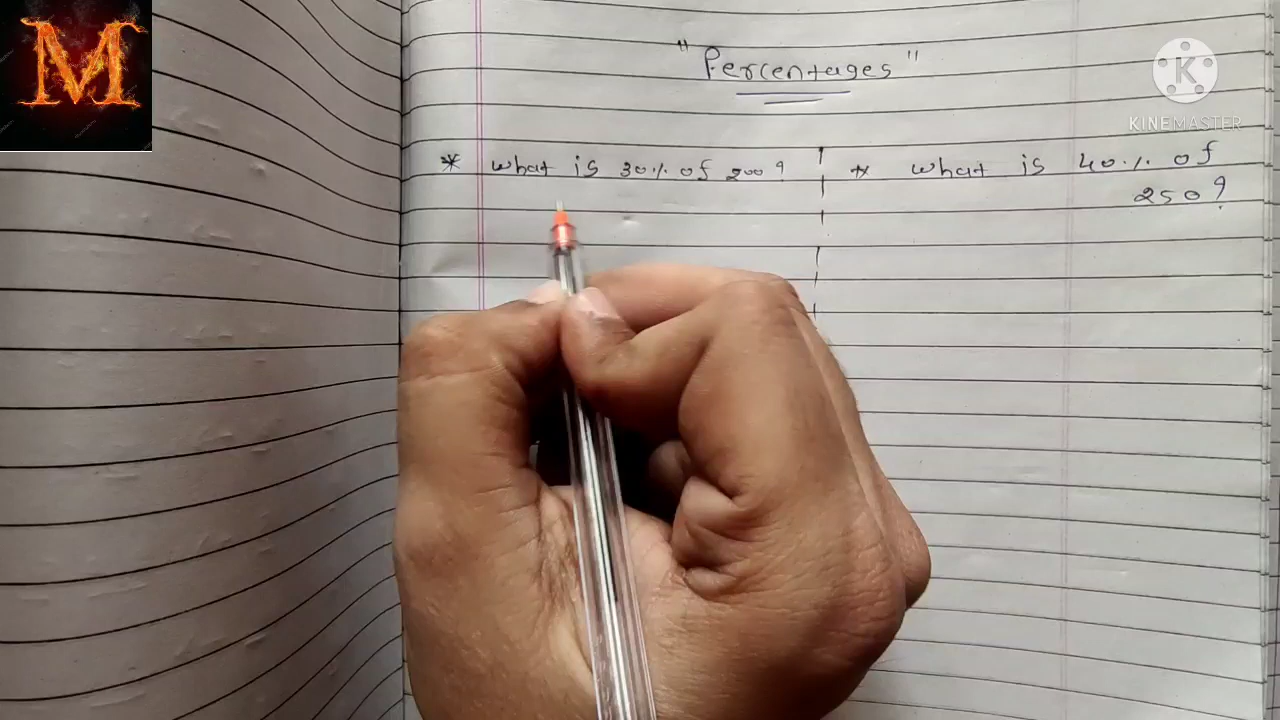 M
"Percentages"
K
KINEMASTER
* What is 30% of 200?
* What is 40% of
250?